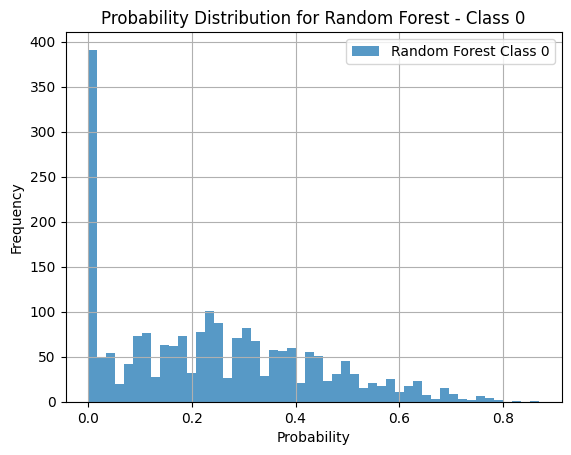 Probability Distribution for Random Forest - Class 0
Random Forest Class 0
400
350
300
250
200
150
100
50
0
Frequency
0.0 0.2 0.4 0.6 0.8
Probability